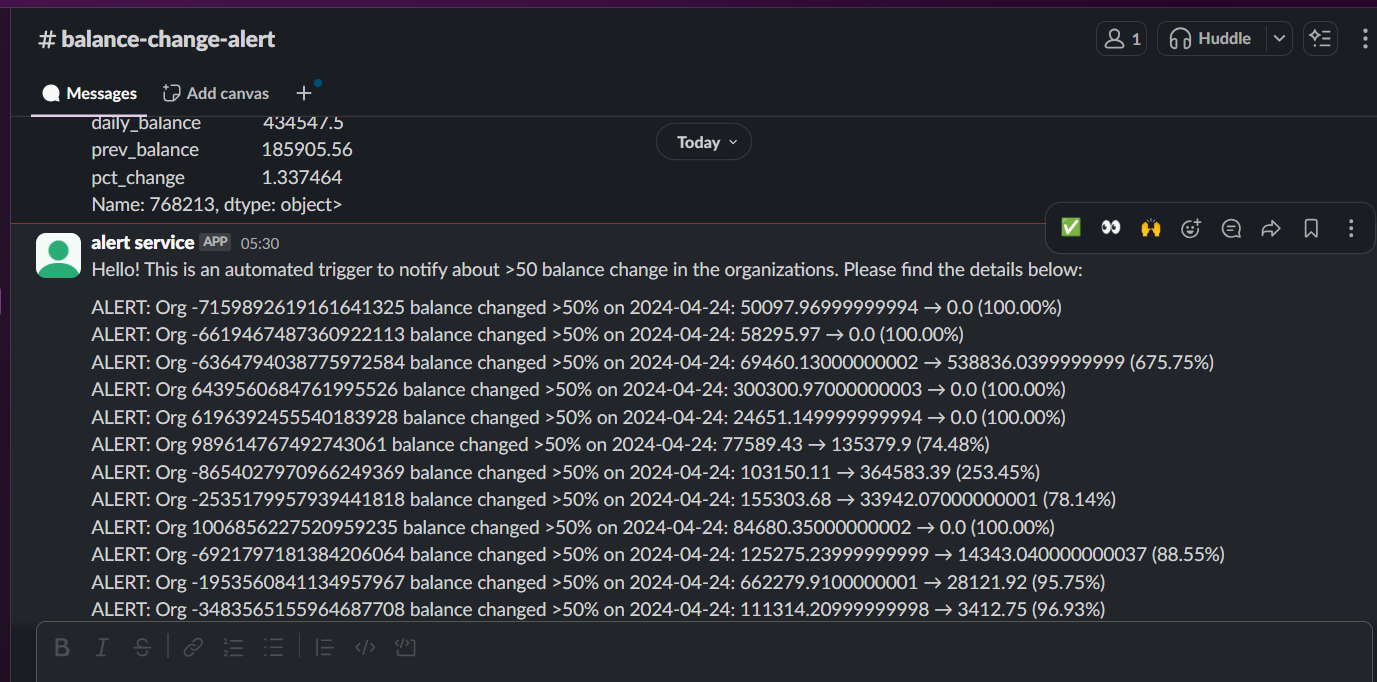 # balance-change-alert
1
Huddle
Messages
Add canvas
daily_balance 434547.5
Today
prev_balance 185905.56
pct_change 1.337464
Name: 768213, dtype: object>
alert service APP 05:30
Hello! This is an automated trigger to notify about >50 balance change in the organizations. Please find the details below:
ALERT: Org -7159892619161641325 balance changed >50% on 2024-04-24: 50097.96999999994 → 0.0 (100.00%)
ALERT: Org -6619467487360922113 balance changed >50% on 2024-04-24: 58295.97 → 0.0 (100.00%)
ALERT: Org -6364794038775972584 balance changed >50% on 2024-04-24: 69460.13000000002 → 538836.0399999999 (675.75%)
ALERT: Org 6439560684761995526 balance changed >50% on 2024-04-24: 300300.97000000003 → 0.0 (100.00%)
ALERT: Org 6196392455540183928 balance changed >50% on 2024-04-24: 24651.149999999994 → 0.0 (100.00%)
ALERT: Org 989614767492743061 balance changed >50% on 2024-04-24: 77589.43 → 135379.9 (74.48%)
ALERT: Org -8654027970966249369 balance changed >50% on 2024-04-24: 103150.11 → 364583.39 (253.45%)
ALERT: Org -2535179957939441818 balance changed >50% on 2024-04-24: 155303.68 → 33942.07000000001 (78.14%)
ALERT: Org 1006856227520959235 balance changed >50% on 2024-04-24: 84680.35000000002 → 0.0 (100.00%)
ALERT: Org -6921797181384206064 balance changed >50% on 2024-04-24: 125275.23999999999 → 14343.040000000037 (88.55%)
ALERT: Org -1953560841134957967 balance changed >50% on 2024-04-24: 662279.9100000001 → 28121.92 (95.75%)
ALERT: Org -3483565155964687708 balance changed >50% on 2024-04-24: 111314.20999999998 → 3412.75 (96.93%)